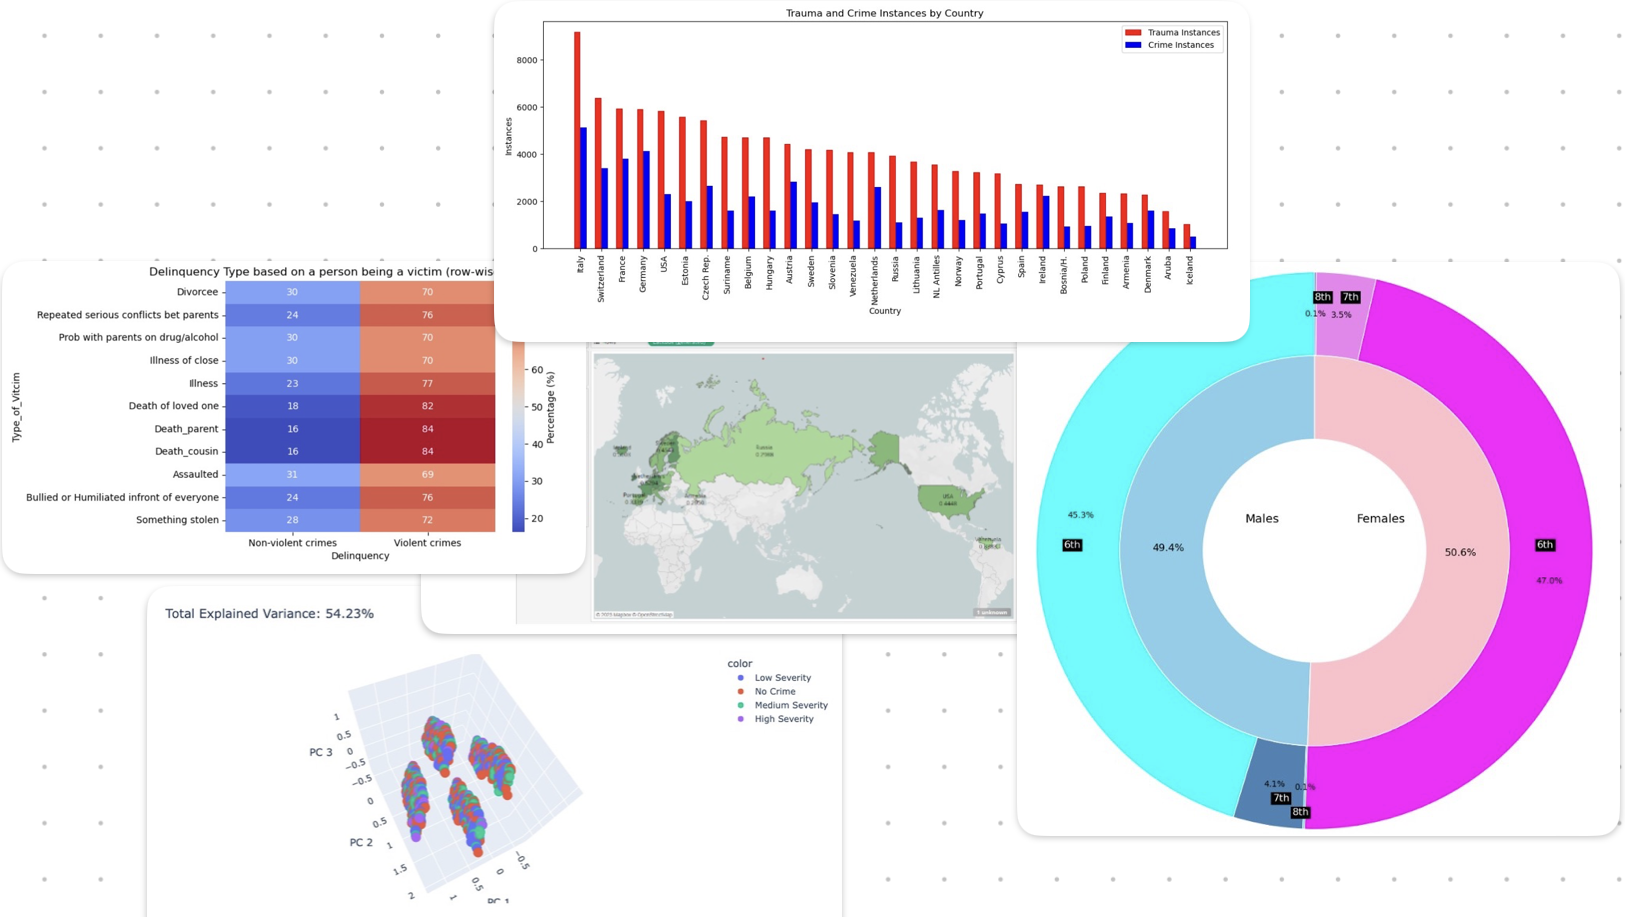 Trauma and Crime Instances by Country
Trauma Instances
Crime Instances
Instances
8000
6000
4000
2000
0
Italy
Switzerland
France
Germany
USA
Estonia
Czech Rep.
Suriname
Belgium
Hungary
Austria
Sweden
Slovenia
Venezuela
Netherlands
Russia
Lithuania
NL Antilles
Norway
Portugal
Cyprus
Spain
Ireland
Bosnia/H.
Poland
Finland
Armenia
Denmark
Aruba
Iceland
Country
Delinquency Type based on a person being a victim (row-wis
Type_of_Vitcim
Divorcee 30 70
Repeated serious conflicts bet parents 24 76
Prob with parents on drug/alcohol 30 70
Illness of close 30 70
Illness 23 77
Death of loved one 18 82
Death_parent 16 84
Death_cousin 16 84
Assaulted 31 69
Bullied or Humiliated infront of everyone 24 76
Something stolen 28 72
Non-violent crimes Violent crimes
Delinquency
60
50
40
30
20
Percentage (%)
Russia
USA
1 unknown
8th 7th
0.1% 3.5%
45.3%
6th
49.4%
Males Females
50.6%
6th
47.0%
4.1% 0.1%
7th
8th
Total Explained Variance: 54.23%
color
Low Severity
No Crime
Medium Severity
High Severity
PC 3
1
0.5
0
−0.5
−0.5
0
0.5
1
1.5
2
PC 2
1
0.5
0
−0.5